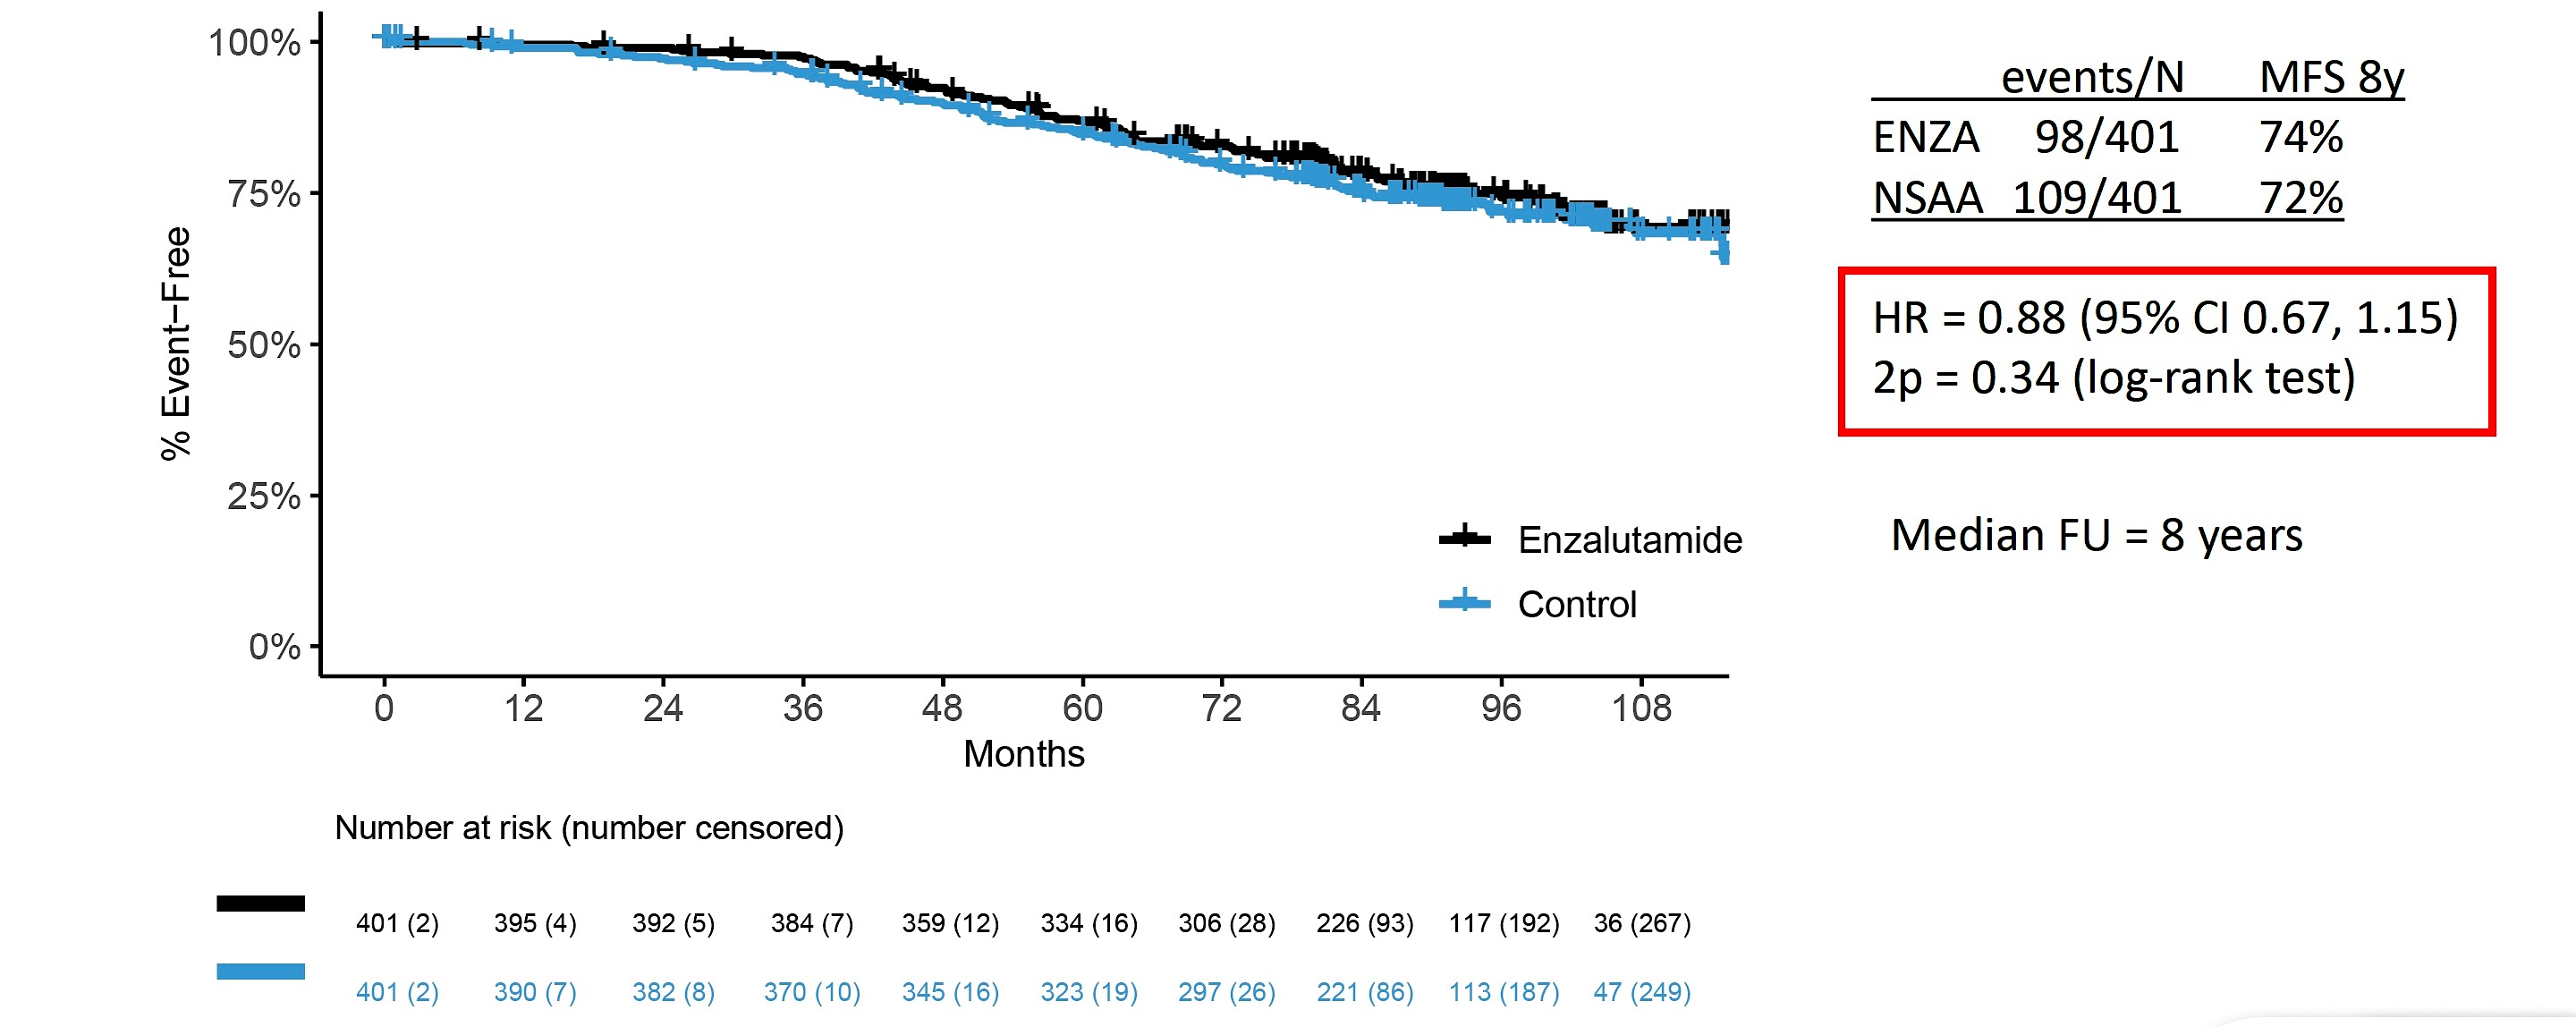 100%
75%
50%
25%
0%
% Event-Free
0 12 24 36 48 60 72 84 96 108
Months
Enzalutamide
Control
events/N MFS 8y
ENZA 98/401 74%
NSAA 109/401 72%
HR = 0.88 (95% CI 0.67, 1.15)
2p = 0.34 (log-rank test)
Median FU = 8 years
Number at risk (number censored)
401 (2) 395 (4) 392 (5) 384 (7) 359 (12) 334 (16) 306 (28) 226 (93) 117 (192) 36 (267)
401 (2) 390 (7) 382 (8) 370 (10) 345 (16) 323 (19) 297 (26) 221 (86) 113 (187) 47 (249)